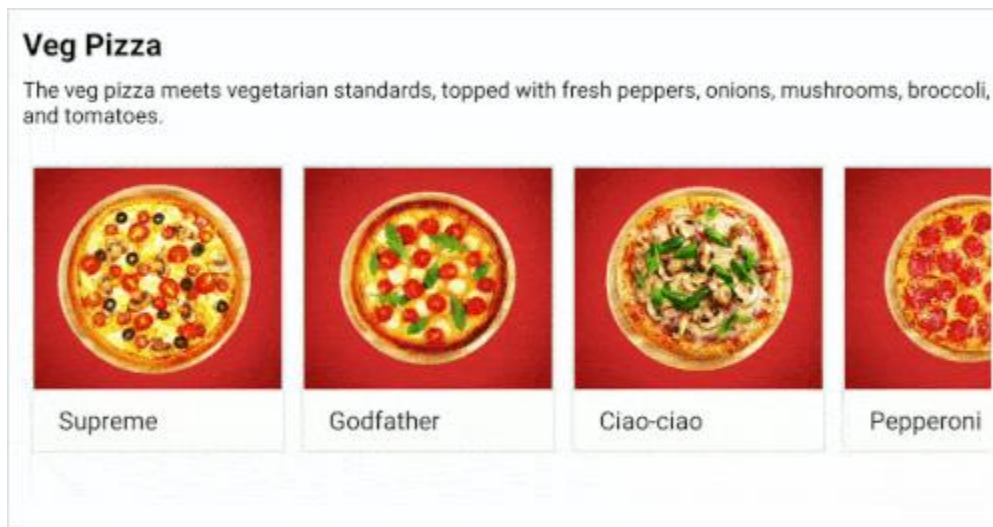 Veg Pizza
The veg pizza meets vegetarian standards, topped with fresh peppers, onions, mushrooms, broccoli,
and tomatoes.
Supreme
Godfather
Ciao-ciao
Pepperoni